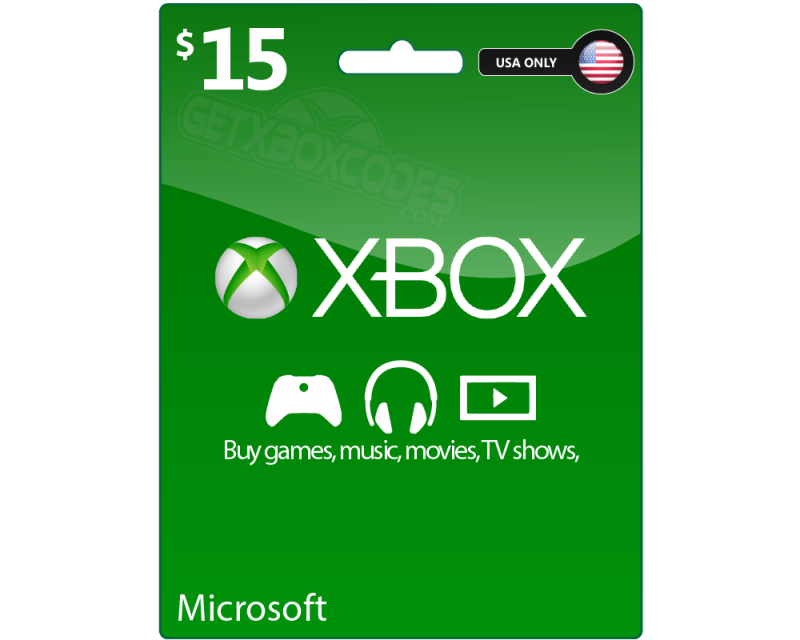 $15
USA ONLY
GETXBOXCODES
.COM
XBOX
Buy games, music, movies, TV shows,
Microsoft